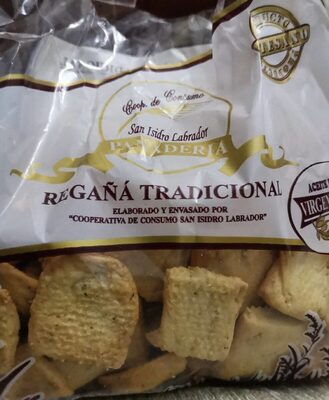 Coop. de Consumo
San Isidro Labrador
PANADERÍA
REGAÑÁ TRADICIONAL
ELABORADO Y ENVASADO POR
"COOPERATIVA DE CONSUMO SAN ISIDRO LABRADOR"
ACEITE
VIRGEN